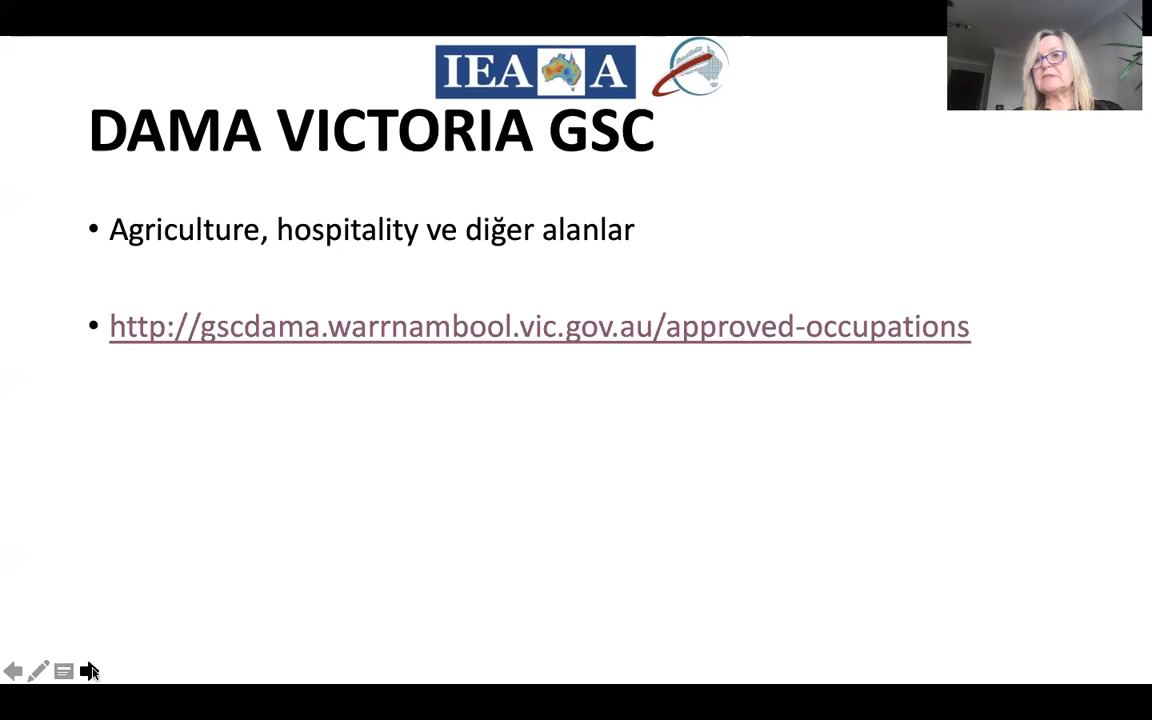 IEA A
DAMA VICTORIA GSC
• Agriculture, hospitality ve diğer alanlar
• http://gscdama.warrnambool.vic.gov.au/approved-occupations